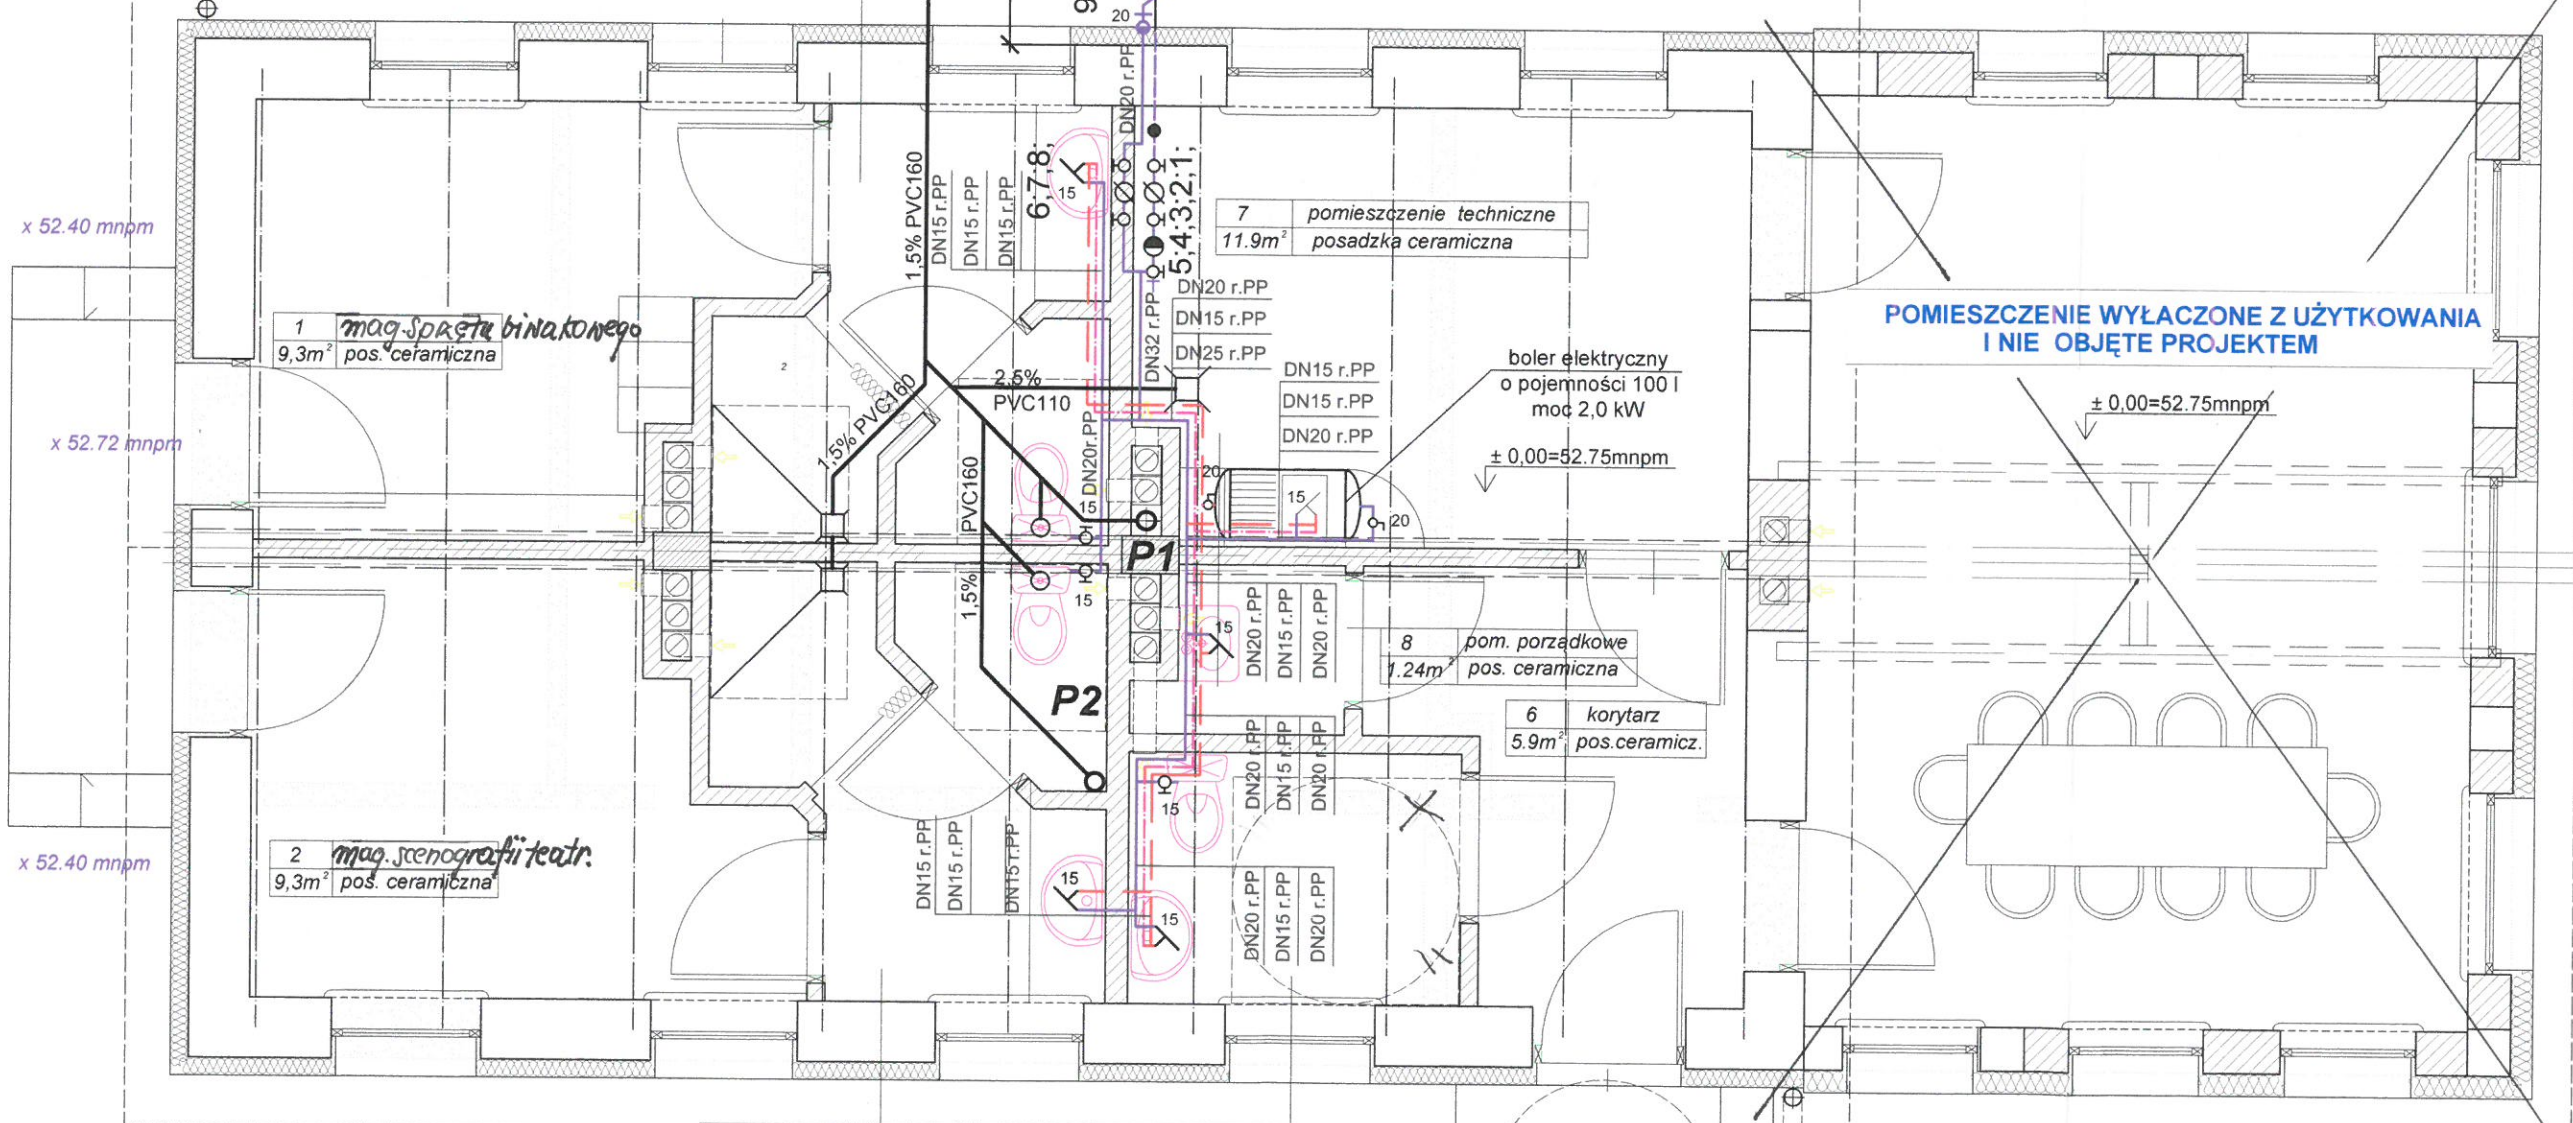 9
20
DN20 r.PP
1,5% PVC160
DN15 r.PP
DN15 r.PP
DN15 r.PP
6;7;8;
15
5;4;3;2;1;
7 pomieszczenie techniczne
11.9m² posadzka ceramiczna
x 52.40 mnpm
DN20 r.PP
DN15 r.PP
DN25 r.PP
DN32 r.PP
POMIESZCZENIE WYŁACZONE Z UŻYTKOWANIA
I NIE OBJĘTE PROJEKTEM
1 mag.sprzętu biwakowego
9,3m² pos. ceramiczna
2
boler elektryczny
o pojemności 100 l
moc 2,0 kW
DN15 r.PP
DN15 r.PP
DN20 r.PP
2,5%
PVC110
1,5% PVC160
DN20r.PP
± 0,00=52.75mnpm
± 0,00=52.75mnpm
x 52.72 mnpm
20
15
20
15
1,5% PVC160
P1
15
15
DN20 r.PP
DN15 r.PP
DN20 r.PP
8 pom. porządkowe
1.24m² pos. ceramiczna
P2
6 korytarz
5.9m² pos.ceramicz.
DN20 r.PP
DN15 r.PP
DN20 r.PP
15
2 mag.scenografii teatr.
9,3m² pos. ceramiczna
x 52.40 mnpm
DN15 r.PP
DN15 r.PP
DN15 r.PP
15
15
DN20 r.PP
DN15 r.PP
DN20 r.PP